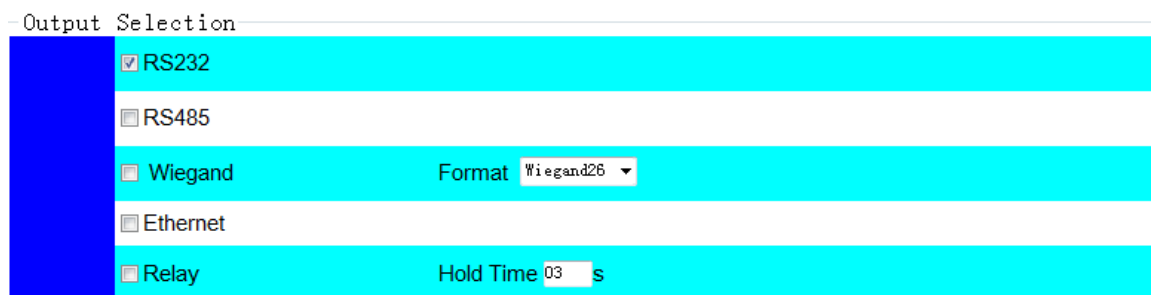 Output Selection
RS232
RS485
Wiegand Format Wiegand26
Ethernet
Relay Hold Time 03 s